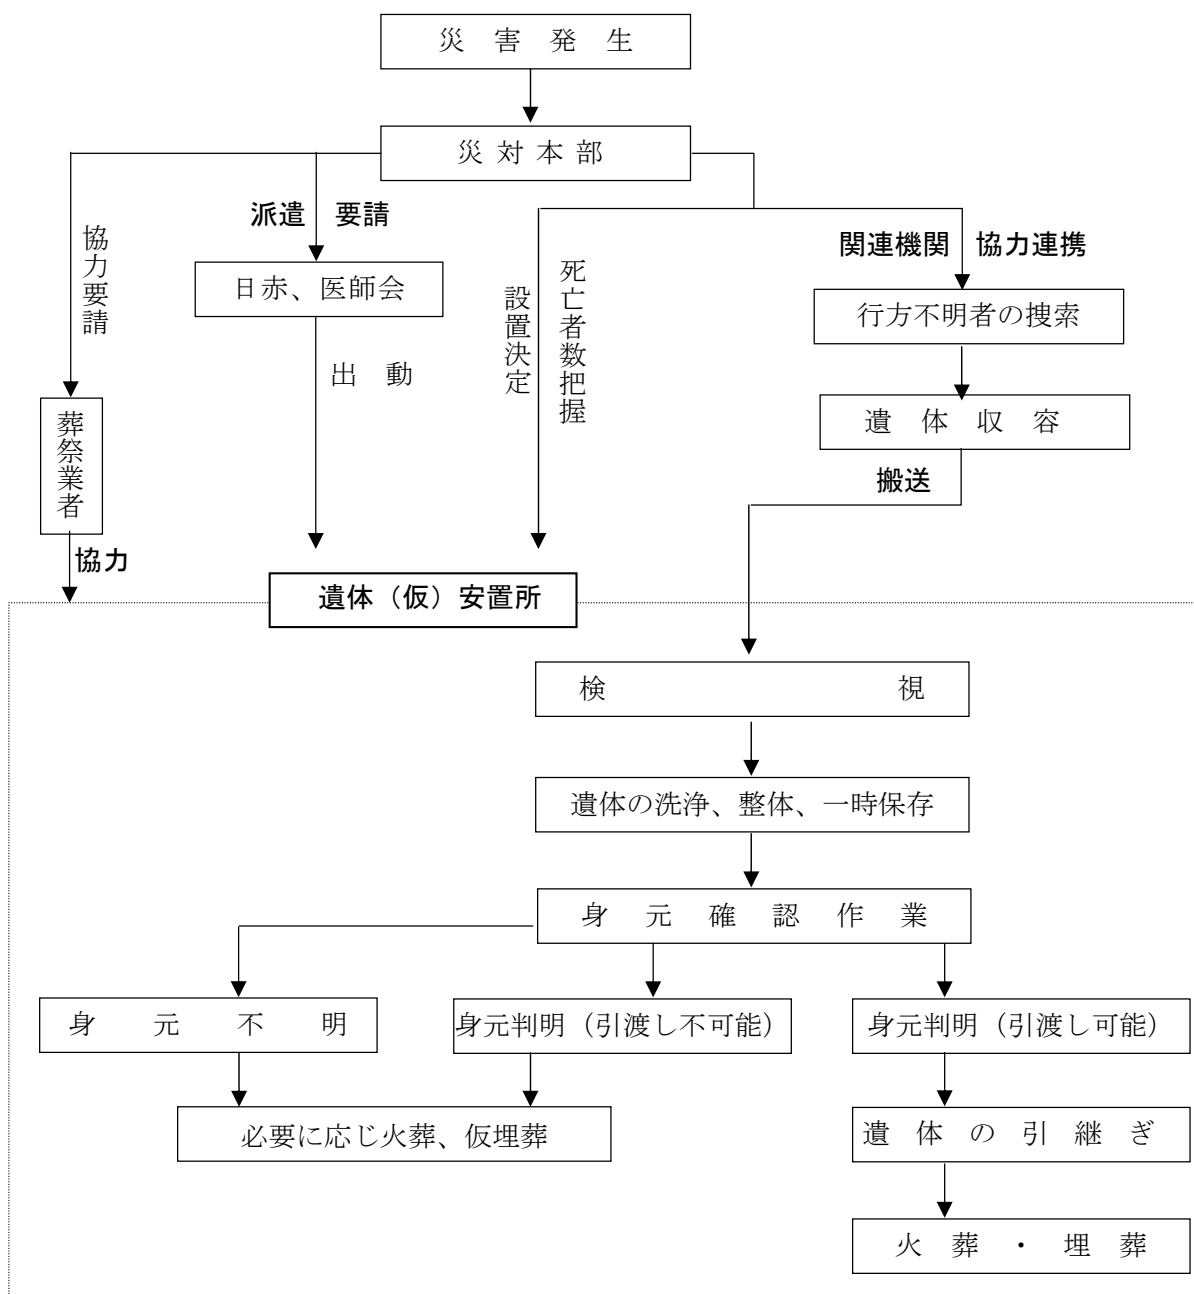 災害発生
災対本部
派遣 要請
関連機関 協力連携
協力要請
日赤、医師会
設置決定
死亡者数把握
行方不明者の捜索
出動
遺体収容
葬祭業者
搬送
協力
遺体（仮）安置所
検視
遺体の洗浄、整体、一時保存
身元確認作業
身元不明
身元判明（引渡し不可能）
身元判明（引渡し可能）
必要に応じ火葬、仮埋葬
遺体の引継ぎ
火葬・埋葬